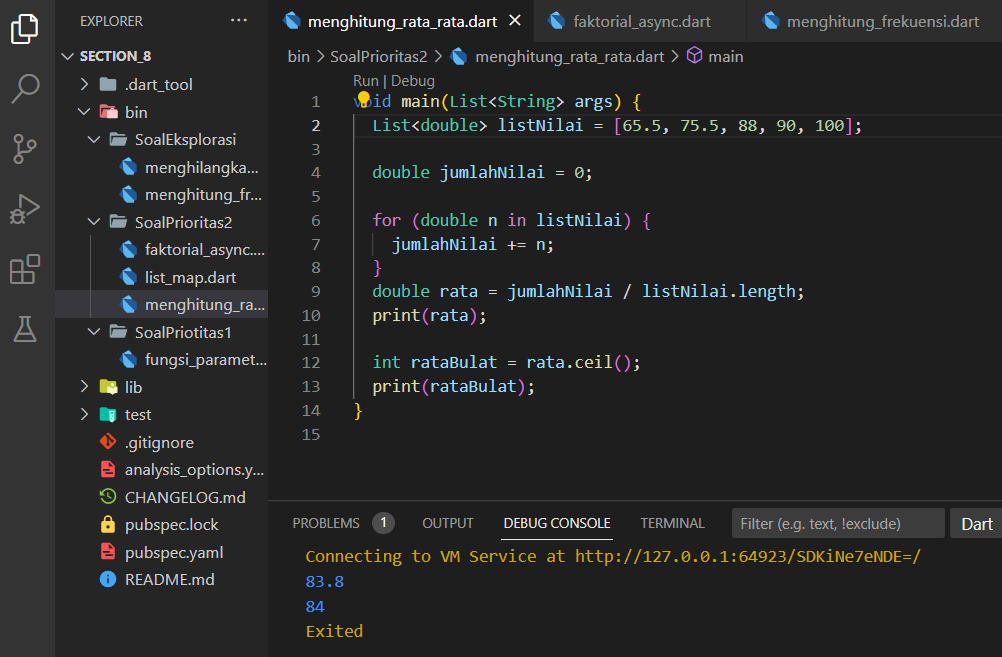 EXPLORER
SECTION_8
.dart_tool
bin
SoalEksplorasi
menghilangka...
menghitung_fr...
SoalPrioritas2
faktorial_async....
list_map.dart
menghitung_ra...
SoalPriotitas1
fungsi_paramet...
lib
test
.gitignore
analysis_options.y...
CHANGELOG.md
pubspec.lock
pubspec.yaml
README.md
menghitung_rata_rata.dart faktorial_async.dart menghitung_frekuensi.dart
bin > SoalPrioritas2 > menghitung_rata_rata.dart > main
Run | Debug
1 void main(List<String> args) {
2 List<double> listNilai = [65.5, 75.5, 88, 90, 100];
3
4 double jumlahNilai = 0;
5
6 for (double n in listNilai) {
7 jumlahNilai += n;
8 }
9 double rata = jumlahNilai / listNilai.length;
10 print(rata);
11
12 int rataBulat = rata.ceil();
13 print(rataBulat);
14 }
15
PROBLEMS 1 OUTPUT DEBUG CONSOLE TERMINAL Filter (e.g. text, !exclude) Dart
Connecting to VM Service at http://127.0.0.1:64923/SDKiNe7eNDE=/
83.8
84
Exited